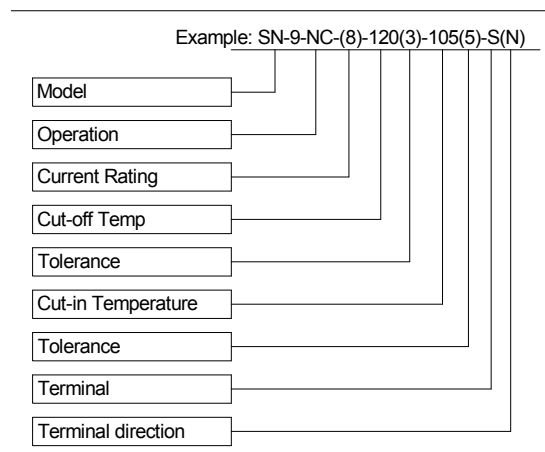 Example: SN-9-NC-(8)-120(3)-105(5)-S(N)
Model
Operation
Current Rating
Cut-off Temp
Tolerance
Cut-in Temperature
Tolerance
Terminal
Terminal direction